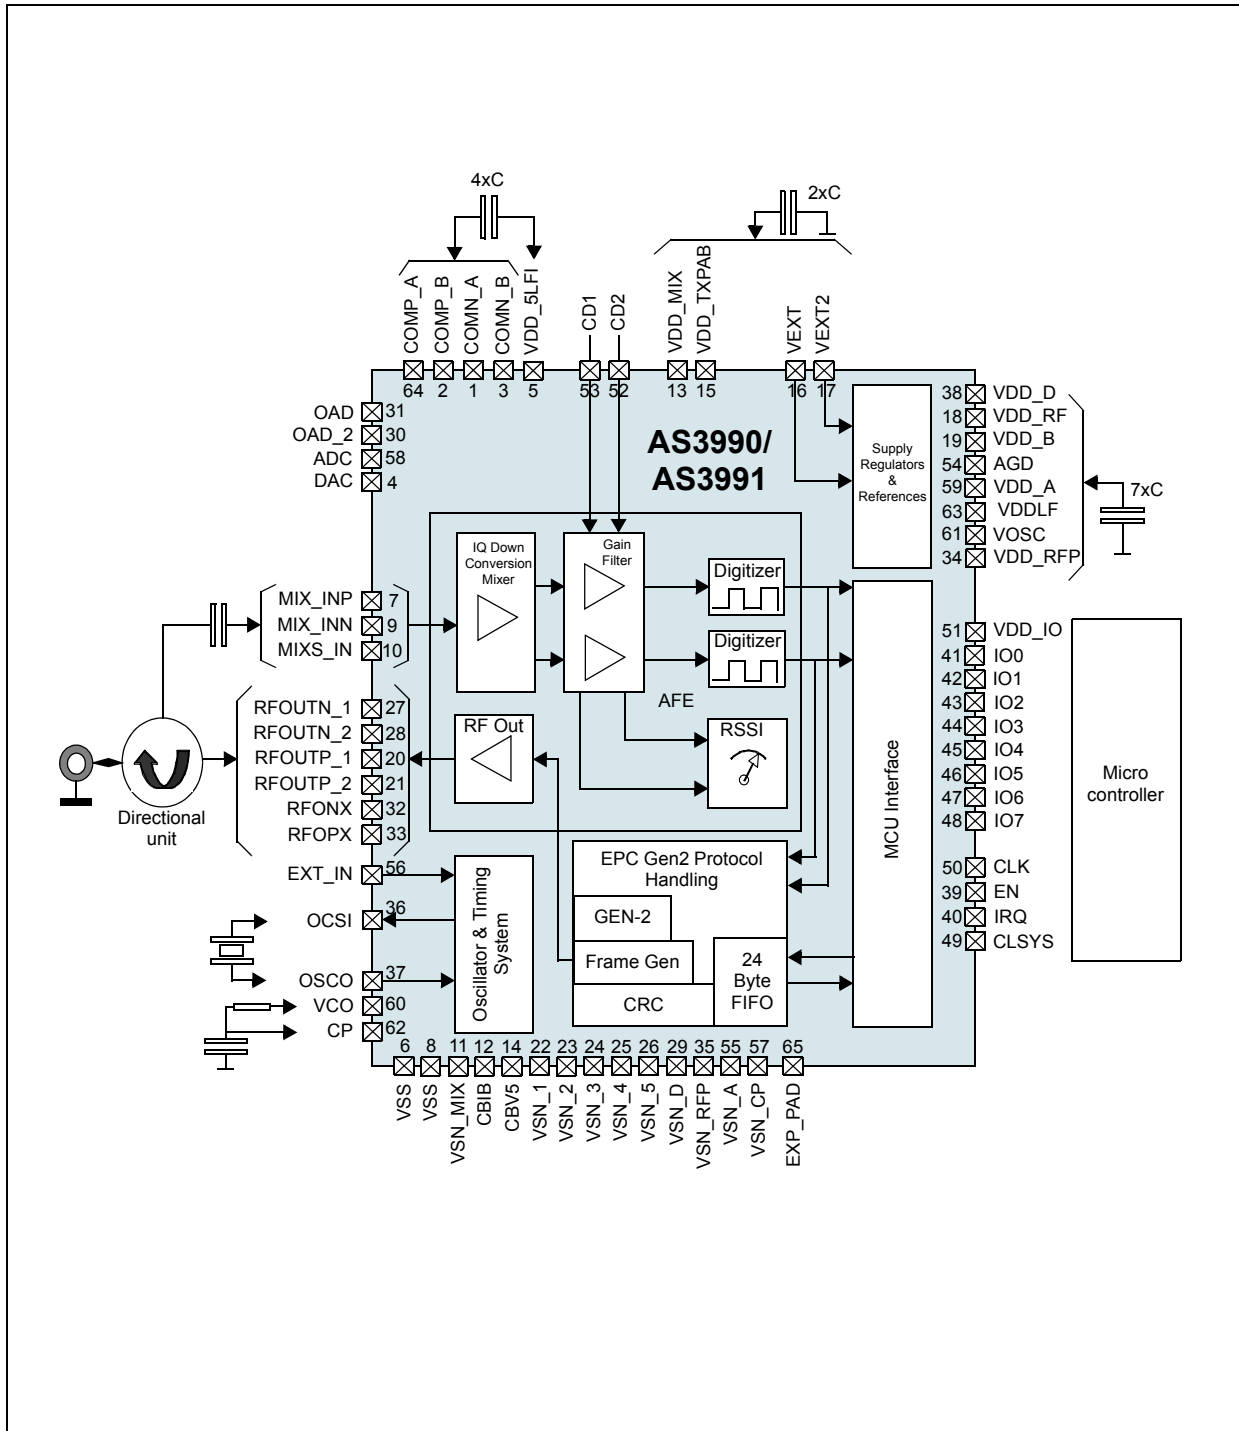 4xC
2xC
COMP_A
COMP_B
COMN_A
COMN_B
VDD_5LFI
CD1
CD2
VDD_MIX
VDD_TXPAB
VEXT
VEXT2
64
2
1
3
5
53
52
13
15
16
17
OAD 31
OAD_2 30
ADC 58
DAC 4
AS3990/
AS3991
Supply
Regulators
&
References
38 VDD_D
18 VDD_RF
19 VDD_B
54 AGD
59 VDD_A
63 VDDLF
61 VOSC
34 VDD_RFP
7xC
IQ Down
Conversion
Mixer
Gain
Filter
Digitizer
Digitizer
AFE
RSSI
RF Out
MIX_INP 7
MIX_INN 9
MIXS_IN 10
RFOUTN_1 27
RFOUTN_2 28
RFOUTP_1 20
RFOUTP_2 21
RFONX 32
RFOPX 33
Directional
unit
EXT_IN 56
OCSI 36
OSCO 37
VCO 60
CP 62
Oscillator & Timing
System
EPC Gen2 Protocol
Handling
GEN-2
Frame Gen
CRC
24
Byte
FIFO
MCU Interface
51 VDD_IO
41 IO0
42 IO1
43 IO2
44 IO3
45 IO4
46 IO5
47 IO6
48 IO7
50 CLK
39 EN
40 IRQ
49 CLSYS
Micro
controller
6
8
11
12
14
22
23
24
25
26
29
35
55
57
65
VSS
VSS
VSN_MIX
CBIB
CBV5
VSN_1
VSN_2
VSN_3
VSN_4
VSN_5
VSN_D
VSN_RFP
VSN_A
VSN_CP
EXP_PAD